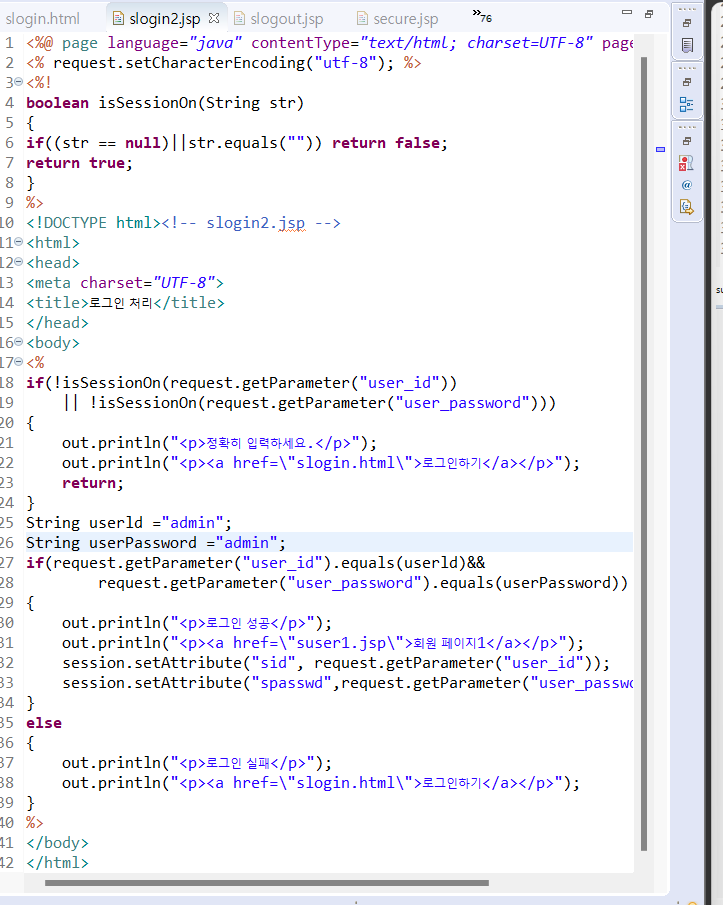 slogin.html slogin2.jsp slogout.jsp secure.jsp »76
1 <%@ page language="java" contentType="text/html; charset=UTF-8" page
2 <% request.setCharacterEncoding("utf-8"); %>
3 <%!
4 boolean isSessionOn(String str)
5 {
6 if((str == null)||str.equals("")) return false;
7 return true;
8 }
9 %>
10 <!DOCTYPE html><!-- slogin2.jsp -->
11 <html>
12 <head>
13 <meta charset="UTF-8">
14 <title>로그인 처리</title>
15 </head>
16 <body>
17 <%
18 if(!isSessionOn(request.getParameter("user_id"))
19     || !isSessionOn(request.getParameter("user_password")))
20 {
21     out.println("<p>정확히 입력하세요.</p>");
22     out.println("<p><a href=\"slogin.html\">로그인하기</a></p>");
23     return;
24 }
25 String userld ="admin";
26 String userPassword ="admin";
27 if(request.getParameter("user_id").equals(userld)&&
28         request.getParameter("user_password").equals(userPassword))
29 {
30     out.println("<p>로그인 성공</p>");
31     out.println("<p><a href=\"suser1.jsp\">회원 페이지1</a></p>");
32     session.setAttribute("sid", request.getParameter("user_id"));
33     session.setAttribute("spasswd",request.getParameter("user_passwo
34 }
35 else
36 {
37     out.println("<p>로그인 실패</p>");
38     out.println("<p><a href=\"slogin.html\">로그인하기</a></p>");
39 }
40 %>
41 </body>
42 </html>